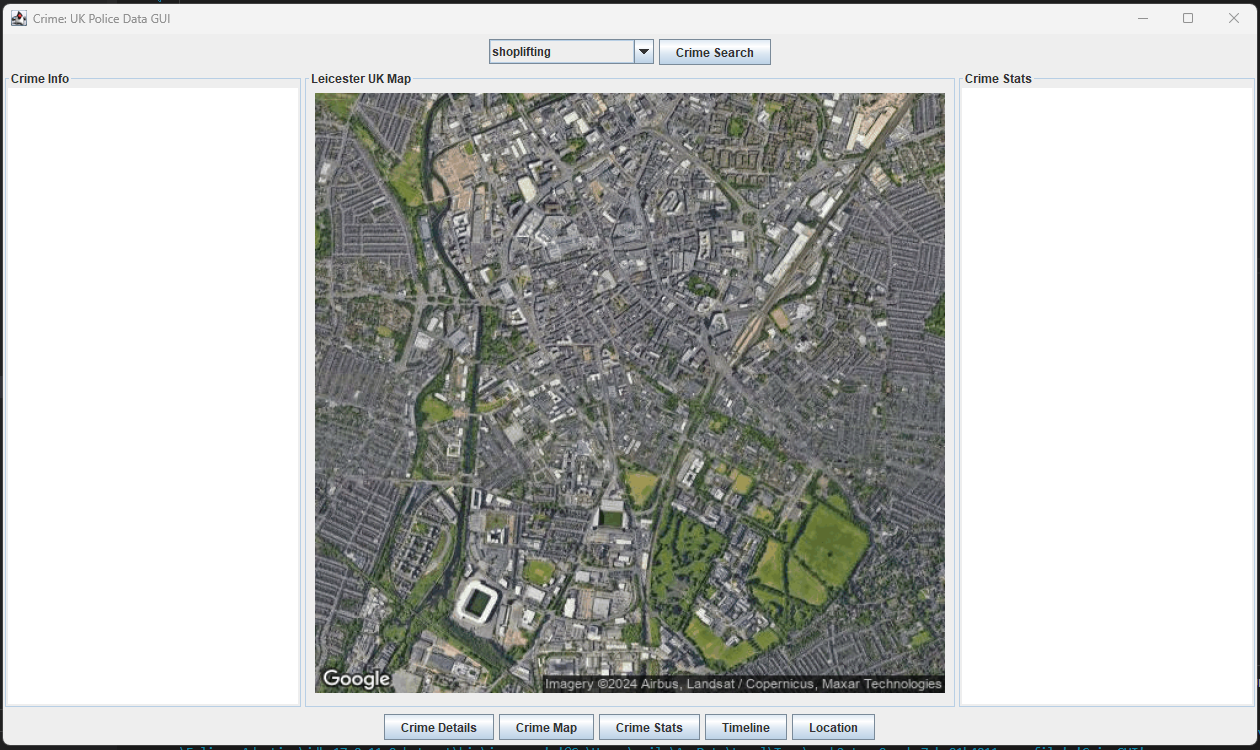 Crime: UK Police Data GUI
shoplifting
Crime Search
Crime Info
Leicester UK Map
Crime Stats
Google
Imagery ©2024 Airbus, Landsat / Copernicus, Maxar Technologies
Crime Details
Crime Map
Crime Stats
Timeline
Location